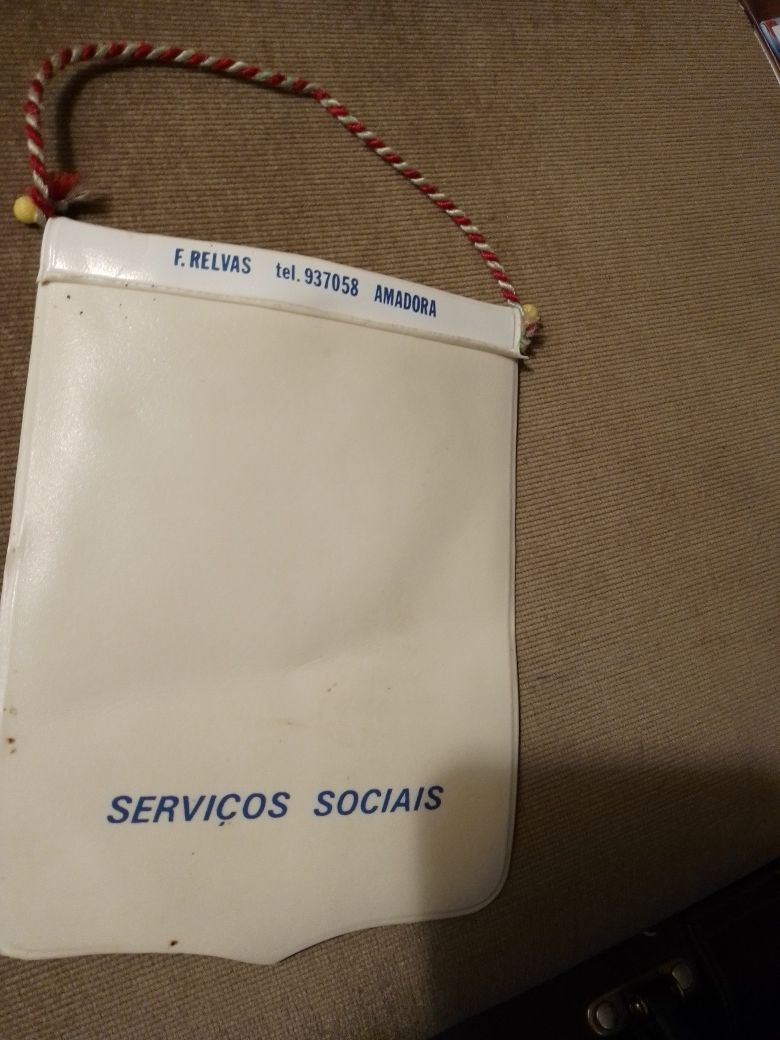 F. RELVAS tel. 937058 AMADORA
SERVIÇOS SOCIAIS